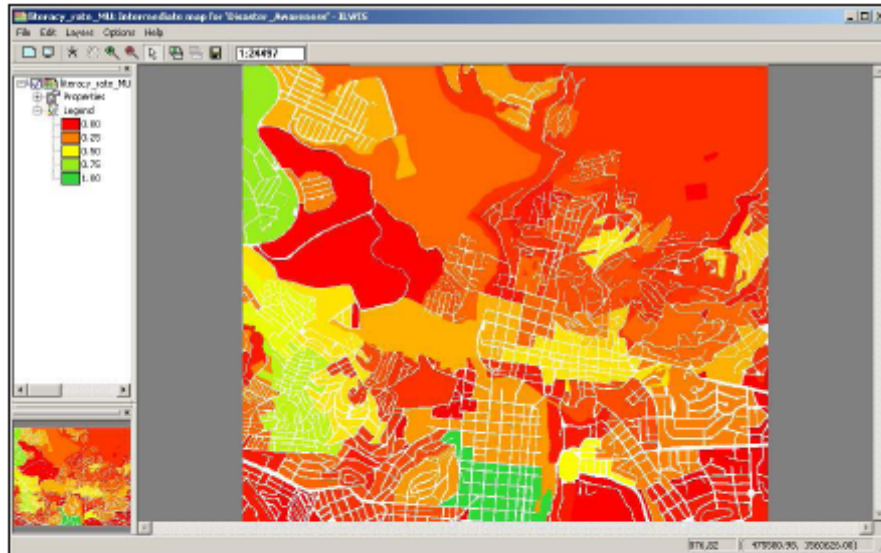 literacy_rate_MU: Intermediate map for 'Disaster_Awareness' - ILWIS
File Edit Layers Options Help
1:24497
literacy_rate_MU
Properties
Legend
0.00
0.25
0.50
0.75
1.00